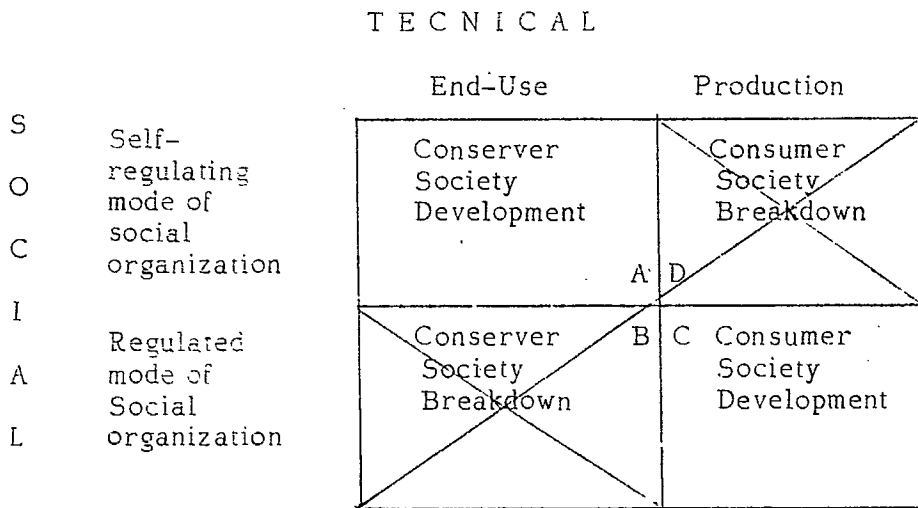 TECNICAL
End-Use Production
SOCIAL
Self-
regulating
mode of
social
organization
Conserver
Society
Development
A
Consumer
Society
Breakdown
D
Regulated
mode of
Social
organization
Conserver
Society
Breakdown
B
C
Consumer
Society
Development